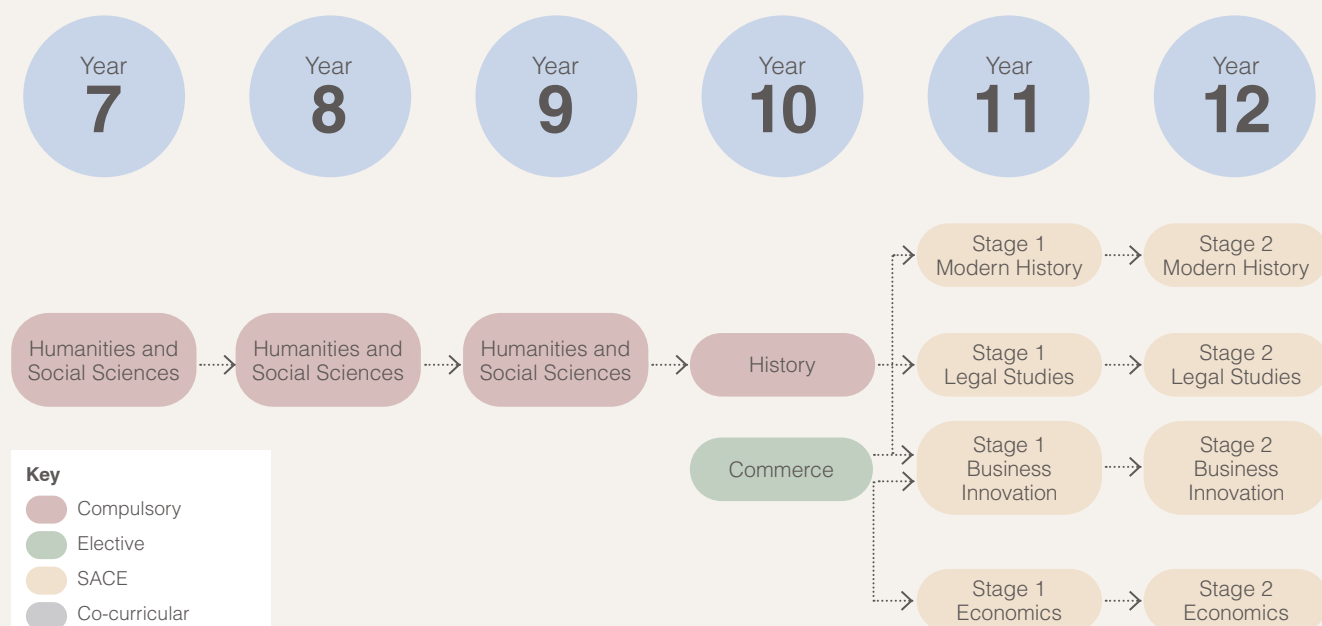 Year
7
Year
8
Year
9
Year
10
Year
11
Year
12
Stage 1
Modern History
Stage 2
Modern History
Humanities and
Social Sciences
Humanities and
Social Sciences
Humanities and
Social Sciences
History
Stage 1
Legal Studies
Stage 2
Legal Studies
Commerce
Stage 1
Business
Innovation
Stage 2
Business
Innovation
Stage 1
Economics
Stage 2
Economics
Key
Compulsory
Elective
SACE
Co-curricular